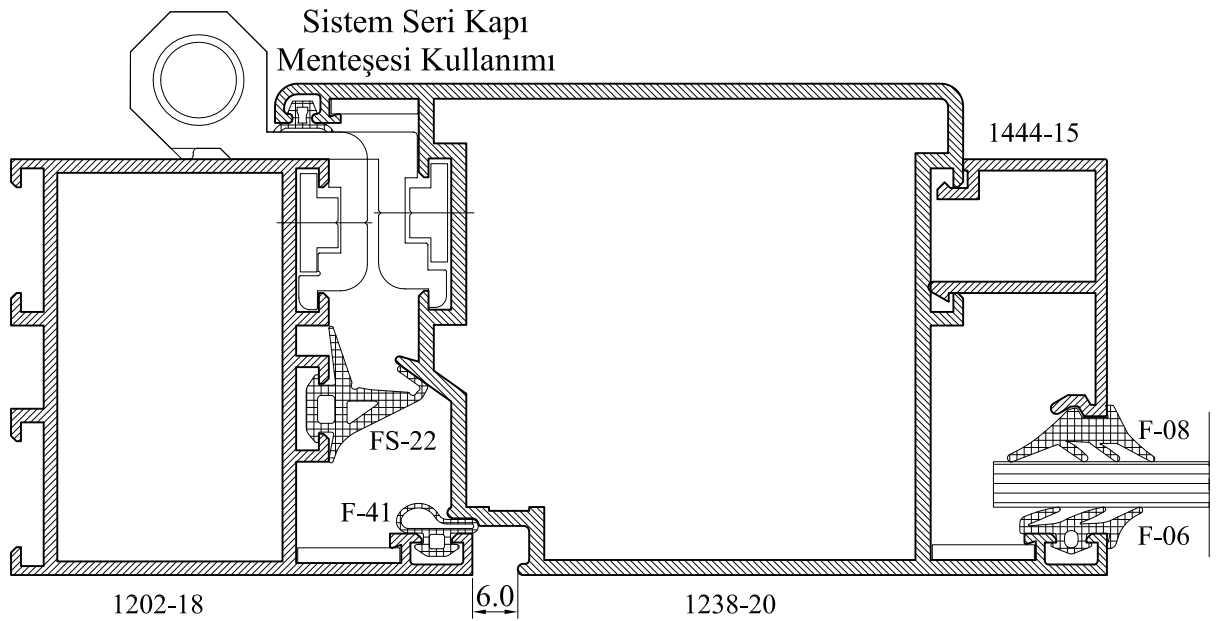 Sistem Seri Kapı
Menteşesi Kullanımı
1444-15
F-08
FS-22
F-41
F-06
1202-18
6.0
1238-20